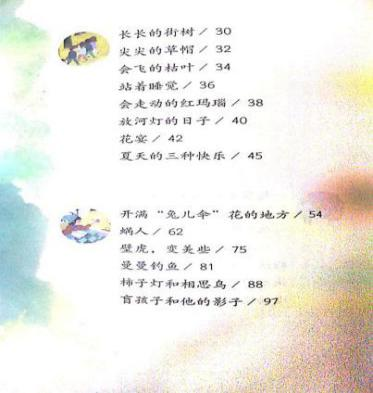 长长的街树 / 30
尖尖的草帽 / 32
会飞的枯叶 / 34
站着睡觉 / 36
会走动的红玛瑙 / 38
放河灯的日子 / 40
花宴 / 42
夏天的三种快乐 / 45
开满“兔儿伞”花的地方 / 54
蜗人 / 62
壁虎，变美些 / 75
曼曼钓鱼 / 81
柿子灯和相思鸟 / 88
盲孩子和他的影子 / 97